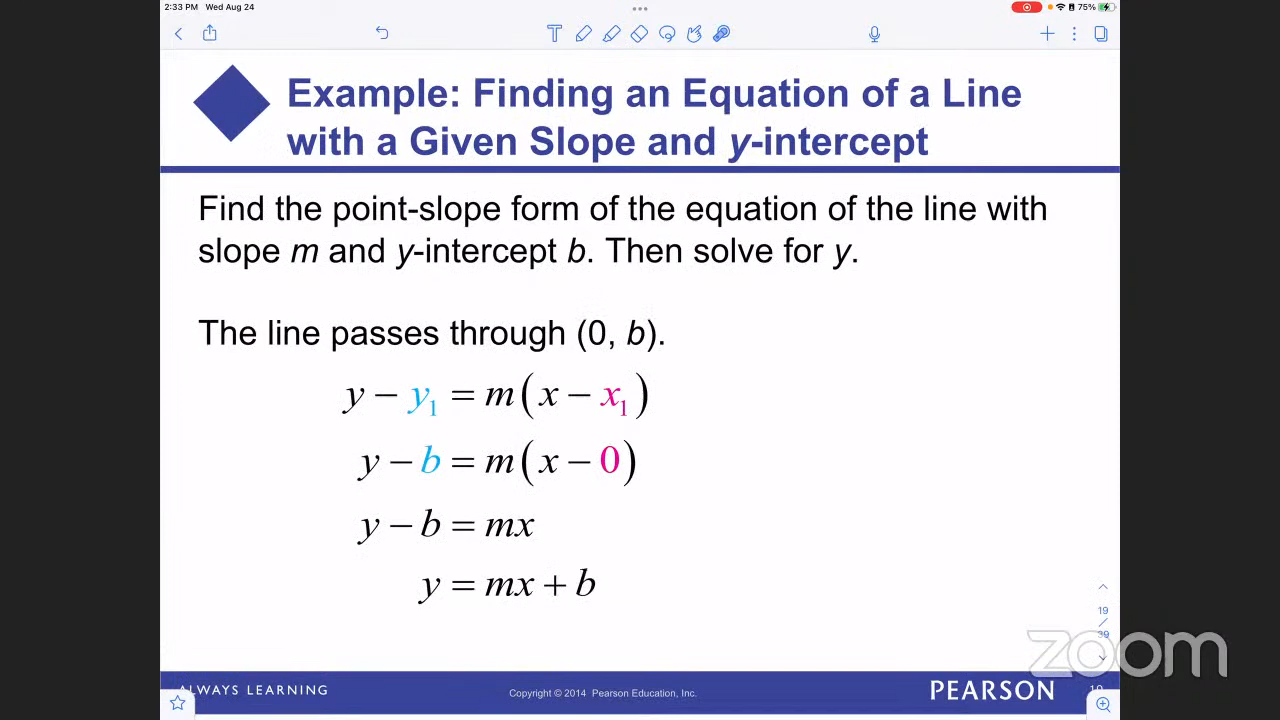 2:33 PM Wed Aug 24
75%
Example: Finding an Equation of a Line
with a Given Slope and y-intercept
Find the point-slope form of the equation of the line with
slope m and y-intercept b. Then solve for y.
The line passes through (0, b).
y − y₁ = m(x − x₁)
y − b = m(x − 0)
y − b = mx
y = mx + b
19
/
39
zoom
ALWAYS LEARNING
Copyright © 2014 Pearson Education, Inc.
PEARSON
19